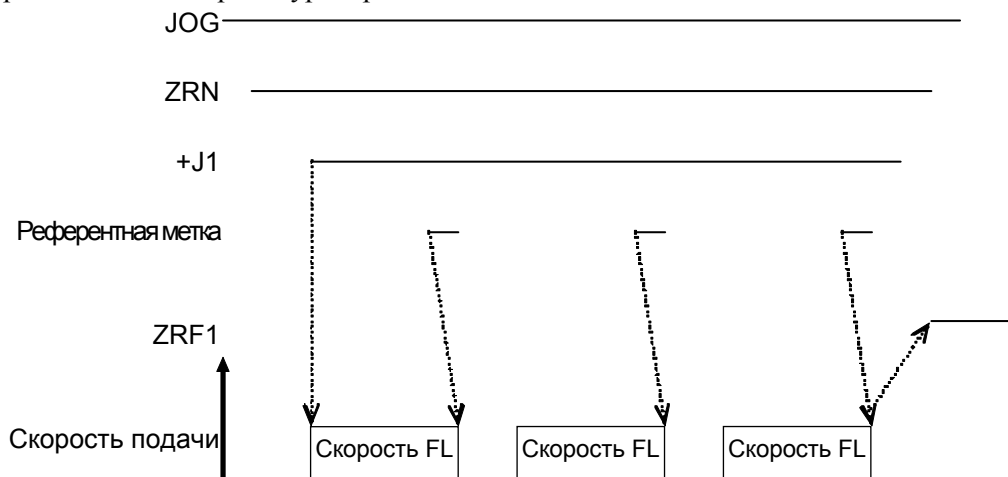 JOG
ZRN
+J1
Референтная метка
ZRF1
Скорость подачи
Скорость FL Скорость FL Скорость FL